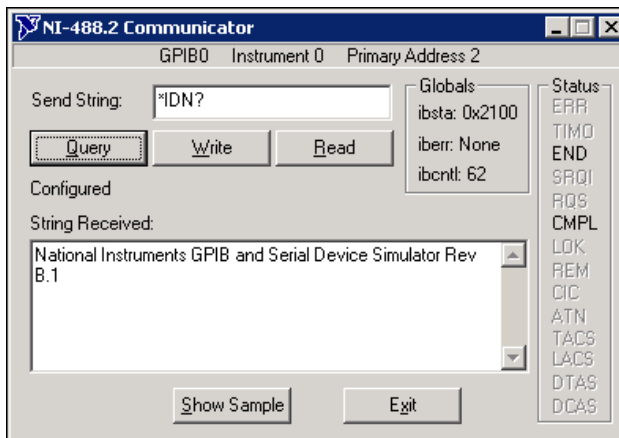 NI-488.2 Communicator
GPIB0 Instrument 0 Primary Address 2
Send String:
*IDN?
Query
Write
Read
Configured
String Received:
National Instruments GPIB and Serial Device Simulator Rev
B.1
Show Sample
Exit
Globals
ibsta: 0x2100
iberr: None
ibcntl: 62
Status
ERR
TIMO
END
SRQI
RQS
CMPL
LOK
REM
CIC
ATN
TACS
LACS
DTAS
DCAS